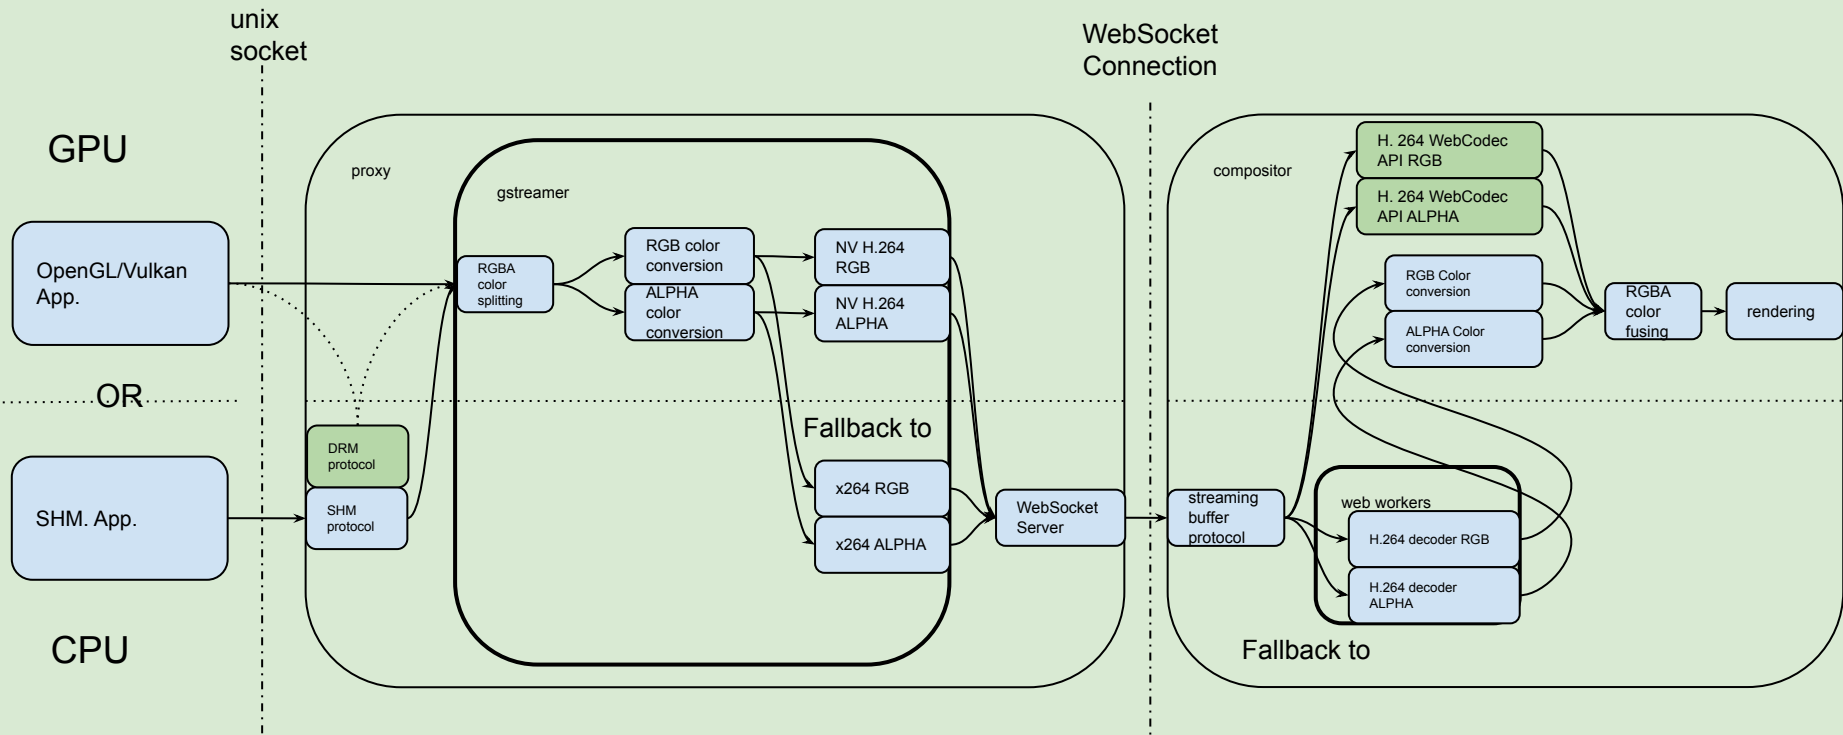 unix
socket
WebSocket
Connection
GPU
proxy
gstreamer
compositor
OpenGL/Vulkan
App.
RGBA
color
splitting
RGB color
conversion
ALPHA
color
conversion
NV H.264
RGB
NV H.264
ALPHA
H. 264 WebCodec
API RGB
H. 264 WebCodec
API ALPHA
RGB Color
conversion
ALPHA Color
conversion
RGBA
color
fusing
rendering
OR
DRM
protocol
Fallback to
SHM. App.
SHM
protocol
x264 RGB
x264 ALPHA
WebSocket
Server
streaming
buffer
protocol
web workers
H.264 decoder RGB
H.264 decoder
ALPHA
CPU
Fallback to